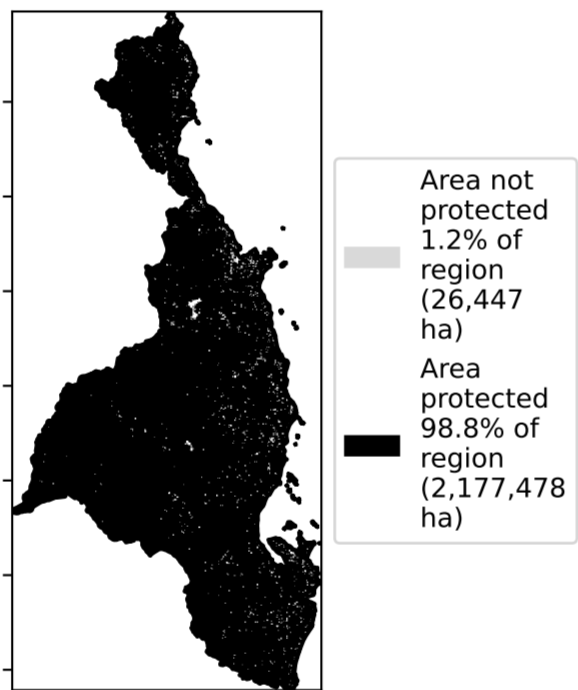 Area not
protected
1.2% of
region
(26,447
ha)
Area
protected
98.8% of
region
(2,177,478
ha)